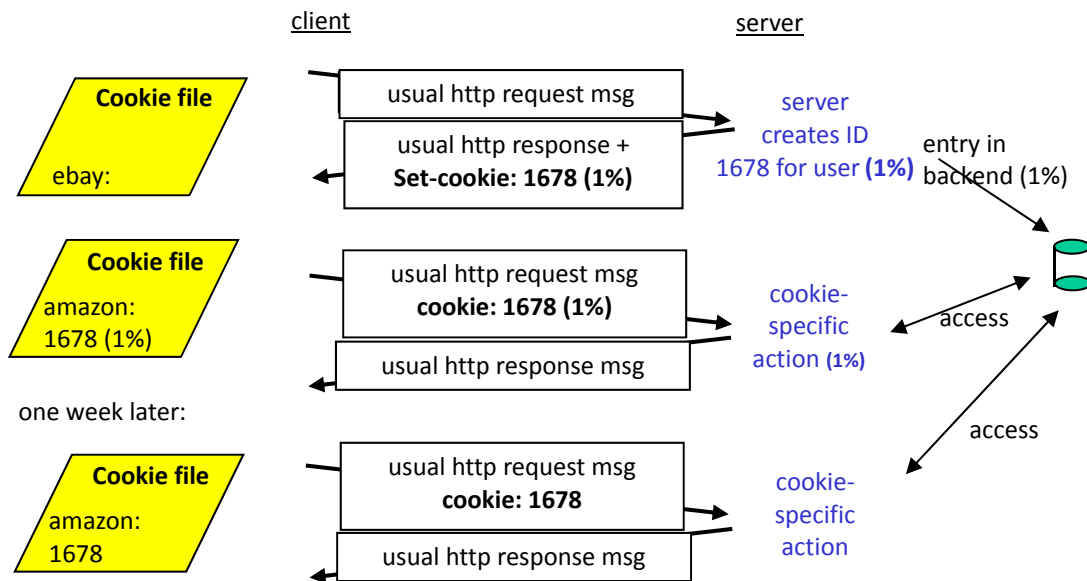 client
server
Cookie file
ebay:
usual http request msg
usual http response +
Set-cookie: 1678 (1%)
server
creates ID
1678 for user (1%)
entry in
backend (1%)
Cookie file
amazon:
1678 (1%)
usual http request msg
cookie: 1678 (1%)
usual http response msg
cookie-
specific
action (1%)
access
one week later:
access
Cookie file
amazon:
1678
usual http request msg
cookie: 1678
usual http response msg
cookie-
specific
action